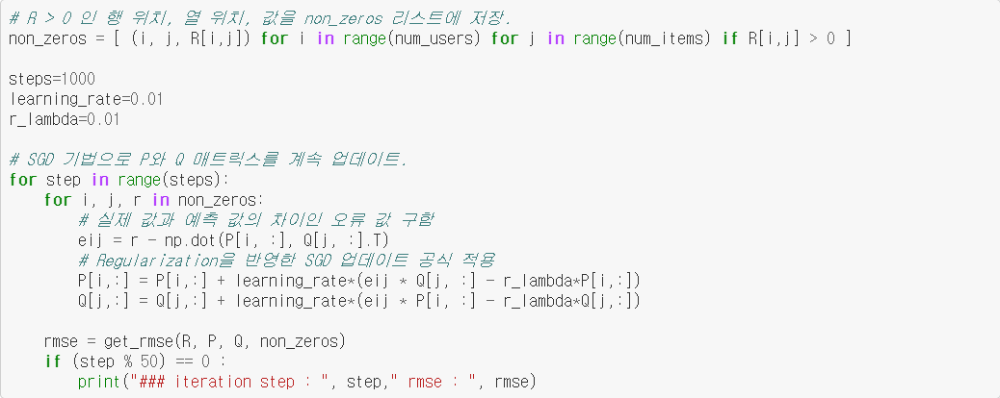 # R > 0 인 행 위치, 열 위치, 값을 non_zeros 리스트에 저장.
non_zeros = [ (i, j, R[i,j]) for i in range(num_users) for j in range(num_items) if R[i,j] > 0 ]
steps=1000
learning_rate=0.01
r_lambda=0.01
# SGD 기법으로 P와 Q 매트릭스를 계속 업데이트.
for step in range(steps):
    for i, j, r in non_zeros:
        # 실제 값과 예측 값의 차이인 오류 값 구함
        eij = r - np.dot(P[i, :], Q[j, :].T)
        # Regularization을 반영한 SGD 업데이트 공식 적용
        P[i,:] = P[i,:] + learning_rate*(eij * Q[j, :] - r_lambda*P[i,:])
        Q[j,:] = Q[j,:] + learning_rate*(eij * P[i, :] - r_lambda*Q[j,:])
    rmse = get_rmse(R, P, Q, non_zeros)
    if (step % 50) == 0 :
        print("### iteration step : ", step," rmse : ", rmse)